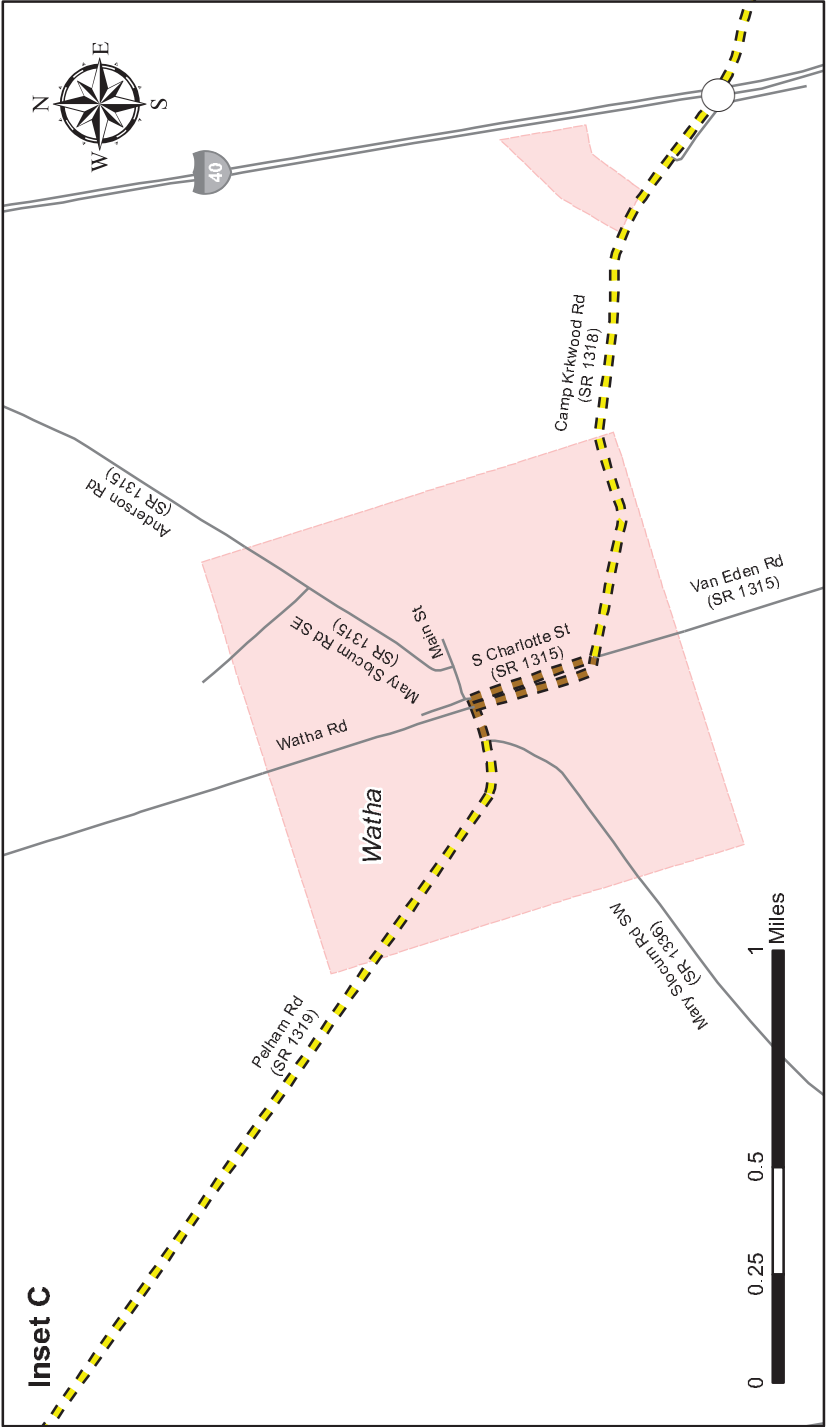 Inset C
N
E
S
W
40
Anderson Rd
(SR 1315)
Mary Slocum Rd SE
(SR 1315)
Main St
Watha Rd
Watha
S Charlotte St
(SR 1315)
Camp Krkwood Rd
(SR 1318)
Van Eden Rd
(SR 1315)
Pelham Rd
(SR 1319)
Mary Slocum Rd SW
(SR 1336)
0 0.25 0.5 1
Miles